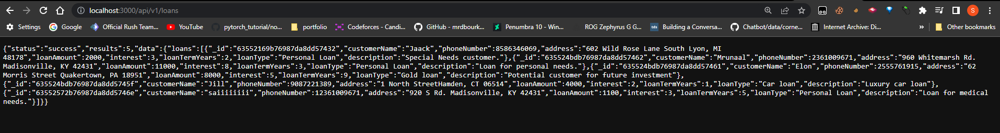 localhost:3000/api/v1/loans
S
Settings Google Official Rush Team... YouTube pytorch_tutorial/no... portfolio Codeforces - Candi... GitHub - mrdbourk... Penumbra 10 - Win... ROG Zephyrus G G... tds Building a Conversa... Chatbot/data/corne... Internet Archive: Di... » Other bookmarks
{"status":"success","results":5,"data":{"loans":[{"_id":"63552169b76987da8dd57432","customerName":"Jaack","phoneNumber":8586346069,"address":"602 Wild Rose Lane South Lyon, MI
48178","loanAmount":2000,"interest":3,"loanTermYears":2,"loanType":"Personal Loan","description":"Special Needs customer."},{"_id":"635524bdb76987da8dd57462","customerName":"Mrunaal","phoneNumber":2361009671,"address":"960 Whitemarsh Rd.
Madisonville, KY 42431","loanAmount":11000,"interest":8,"loanTermYears":3,"loanType":"Personal Loan","description":"Loan for personal needs."},{"_id":"635524bdb76987da8dd57461","customerName":"Elon","phoneNumber":2555761915,"address":"62
Morris Street Quakertown, PA 18951","loanAmount":8000,"interest":5,"loanTermYears":9,"loanType":"Gold loan","description":"Potential customer for future investment"},
{"_id":"635524bdb76987da8dd5745f","customerName":"Jill","phoneNumber":9087221389,"address":"1 North StreetHamden, CT 06514","loanAmount":4000,"interest":2,"loanTermYears":1,"loanType":"Car loan","description":"Luxury car loan"},
{"_id":"63552572b76987da8dd5746e","customerName":"saiiiiiiii","phoneNumber":12361009671,"address":"920 S Rd. Madisonville, KY 42431","loanAmount":1100,"interest":3,"loanTermYears":5,"loanType":"Personal Loan","description":"Loan for medical
needs."}]}}